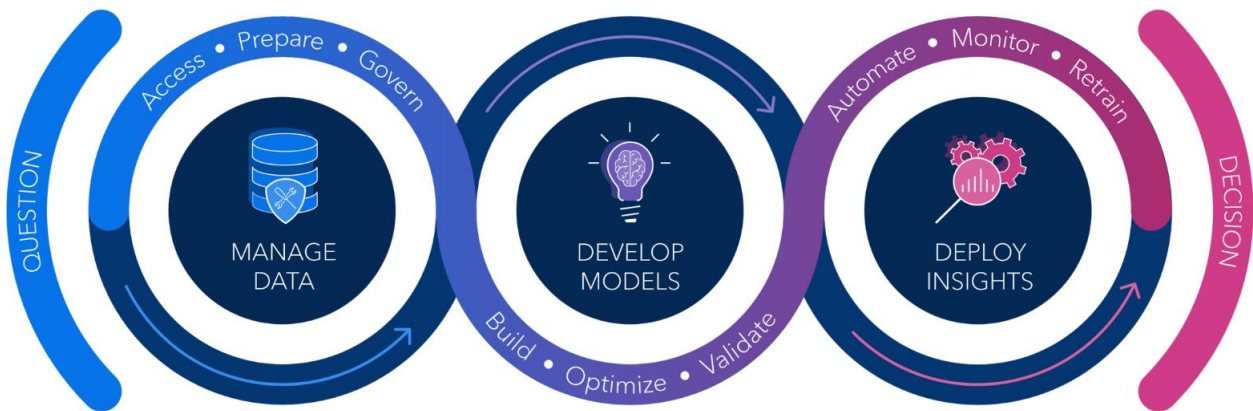 QUESTION
Access • Prepare • Govern
MANAGE
DATA
Build • Optimize • Validate
DEVELOP
MODELS
Automate • Monitor • Retrain
DEPLOY
INSIGHTS
DECISION